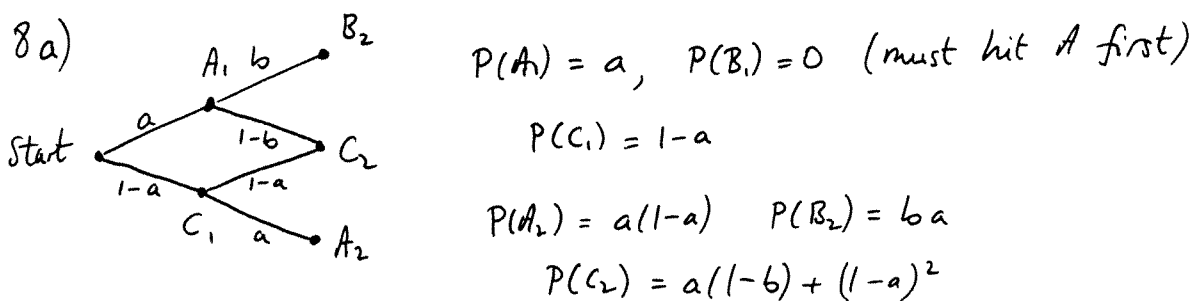 8a)
B₂
A₁ b
a
Start
1-b
C₂
1-a
1-a
C₁
a
A₂
P(A₁) = a, P(B₁) = 0 (must hit A first)
P(C₁) = 1-a
P(A₂) = a(1-a) P(B₂) = ba
P(C₂) = a(1-b) + (1-a)²